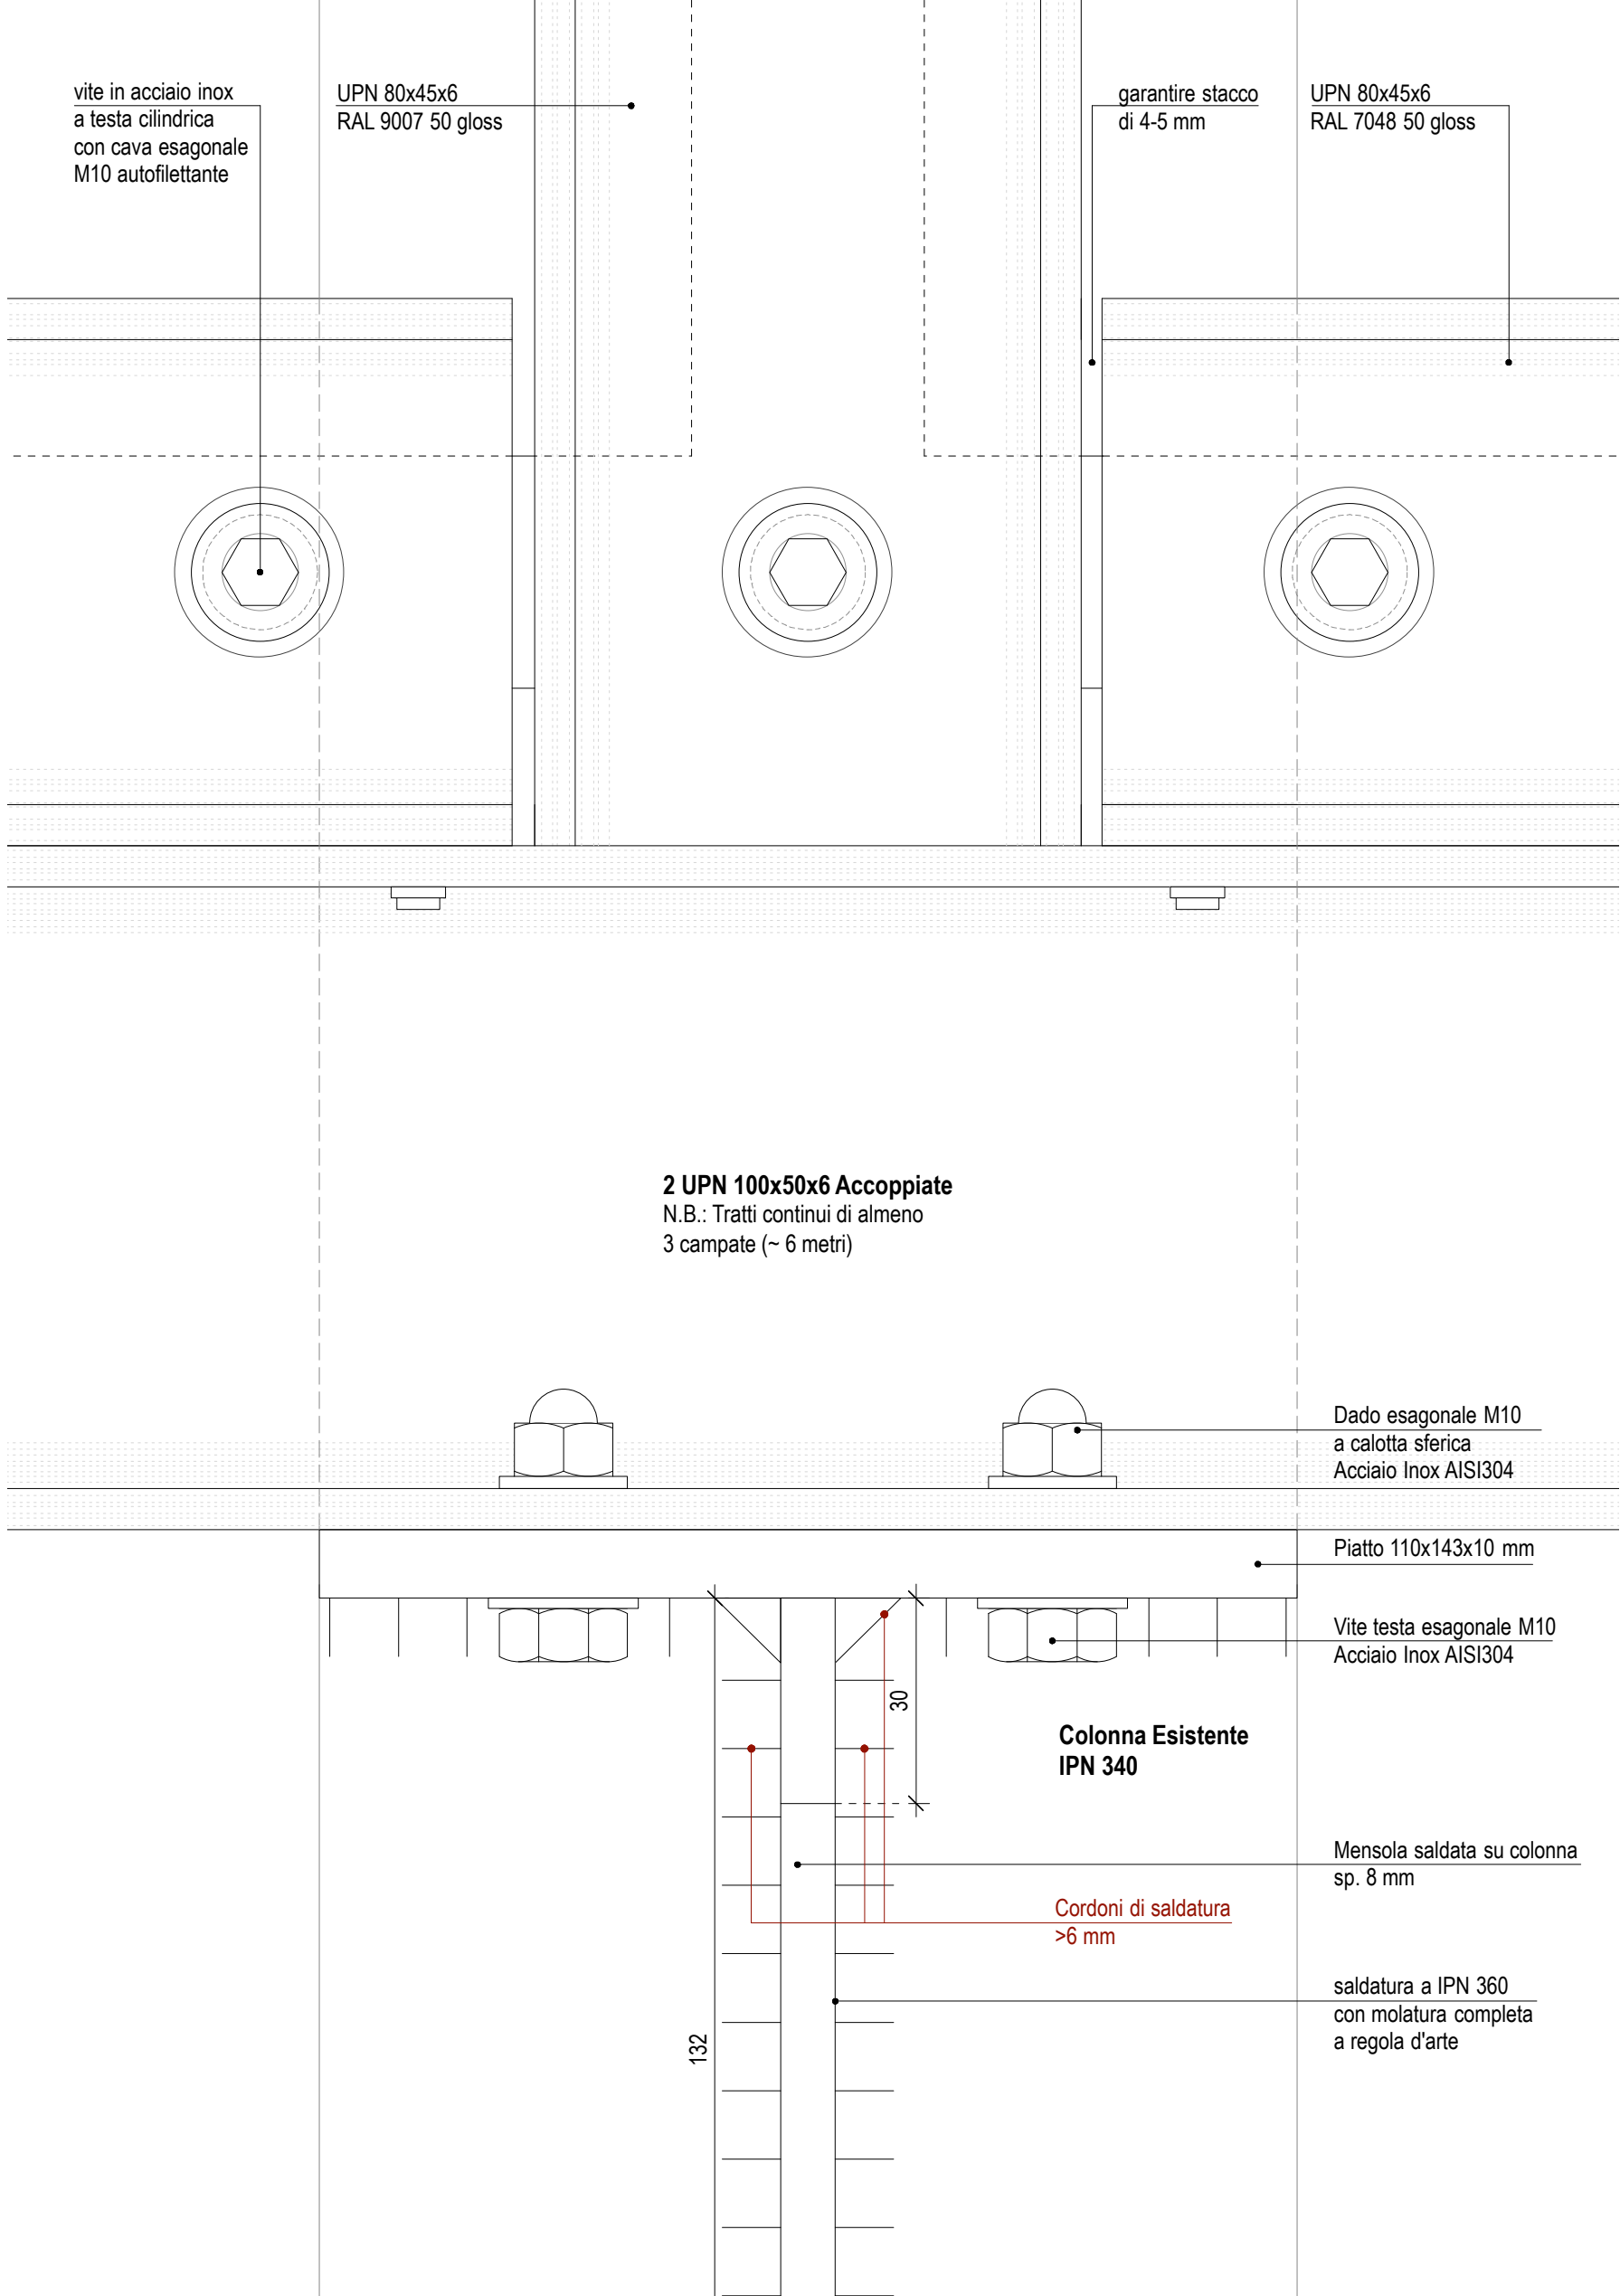 vite in acciaio inox
a testa cilindrica
con cava esagonale
M10 autofilettante
UPN 80x45x6
RAL 9007 50 gloss
garantire stacco
di 4-5 mm
UPN 80x45x6
RAL 7048 50 gloss
2 UPN 100x50x6 Accoppiate
N.B.: Tratti continui di almeno
3 campate (~ 6 metri)
Dado esagonale M10
a calotta sferica
Acciaio Inox AISI304
Piatto 110x143x10 mm
Vite testa esagonale M10
Acciaio Inox AISI304
30
Colonna Esistente
IPN 340
Mensola saldata su colonna
sp. 8 mm
Cordoni di saldatura
>6 mm
saldatura a IPN 360
con molatura completa
a regola d'arte
132